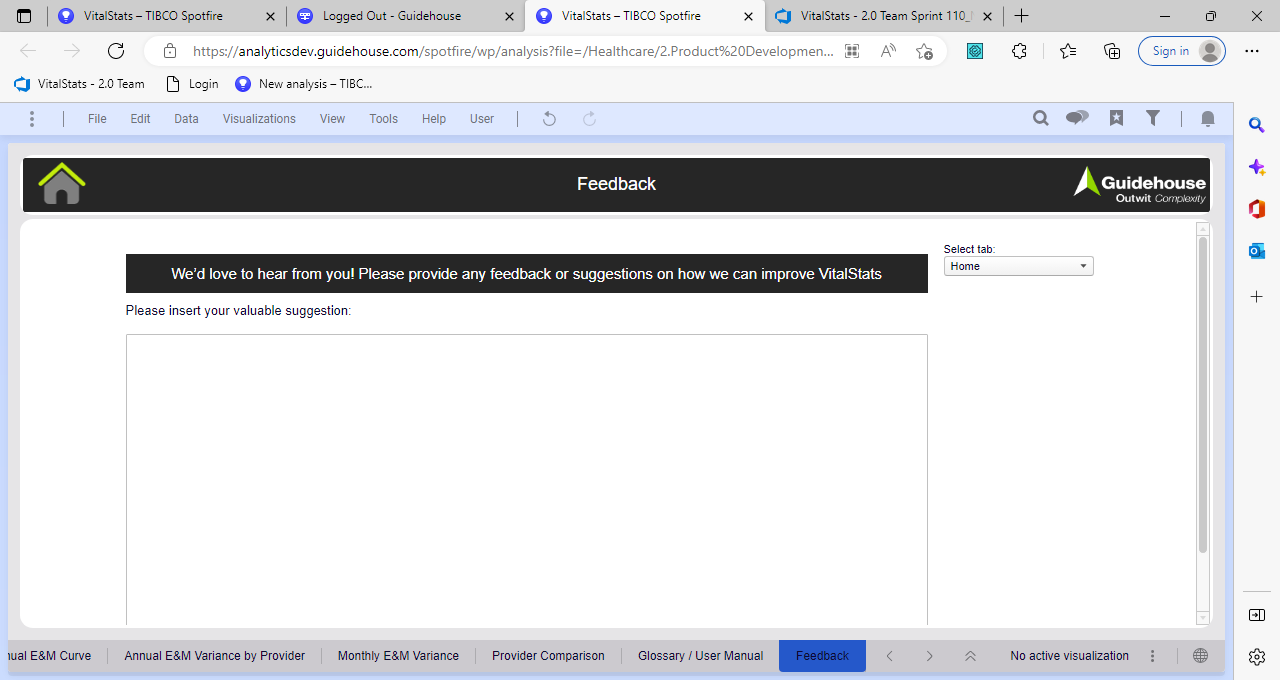 VitalStats – TIBCO Spotfire
Logged Out - Guidehouse
VitalStats – TIBCO Spotfire
VitalStats - 2.0 Team Sprint 110_
https://analyticsdev.guidehouse.com/spotfire/wp/analysis?file=/Healthcare/2.Product%20Developmen...
Sign in
VitalStats - 2.0 Team
Login
New analysis – TIBC...
File
Edit
Data
Visualizations
View
Tools
Help
User
Feedback
Guidehouse
Outwit Complexity
We'd love to hear from you! Please provide any feedback or suggestions on how we can improve VitalStats
Select tab:
Home
Please insert your valuable suggestion:
nual E&M Curve
Annual E&M Variance by Provider
Monthly E&M Variance
Provider Comparison
Glossary / User Manual
Feedback
No active visualization